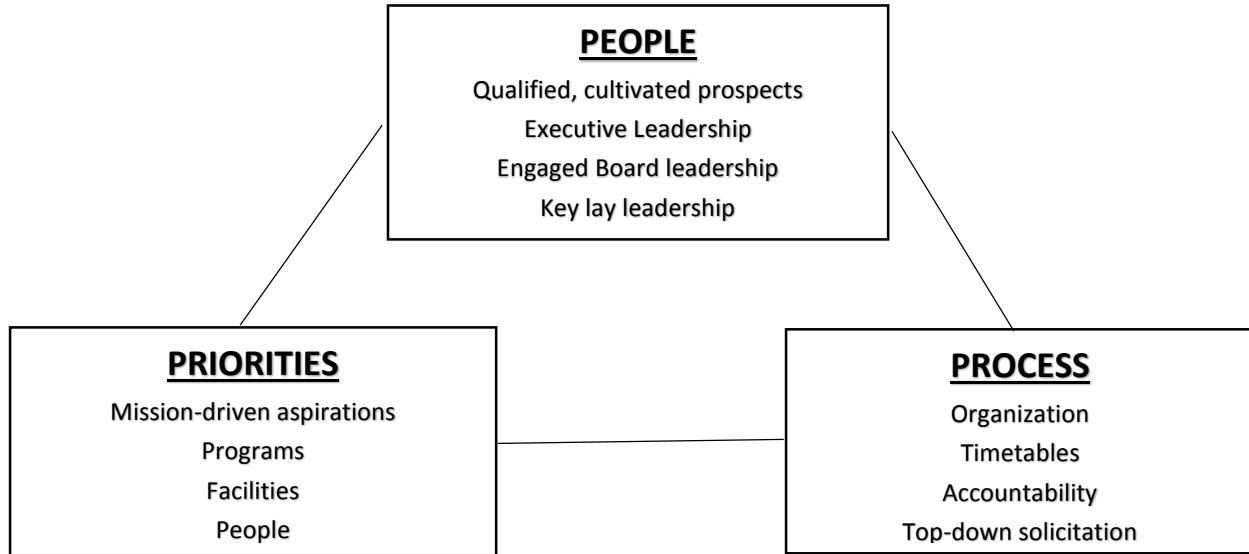 PEOPLE
Qualified, cultivated prospects
Executive Leadership
Engaged Board leadership
Key lay leadership
PRIORITIES
Mission-driven aspirations
Programs
Facilities
People
PROCESS
Organization
Timetables
Accountability
Top-down solicitation